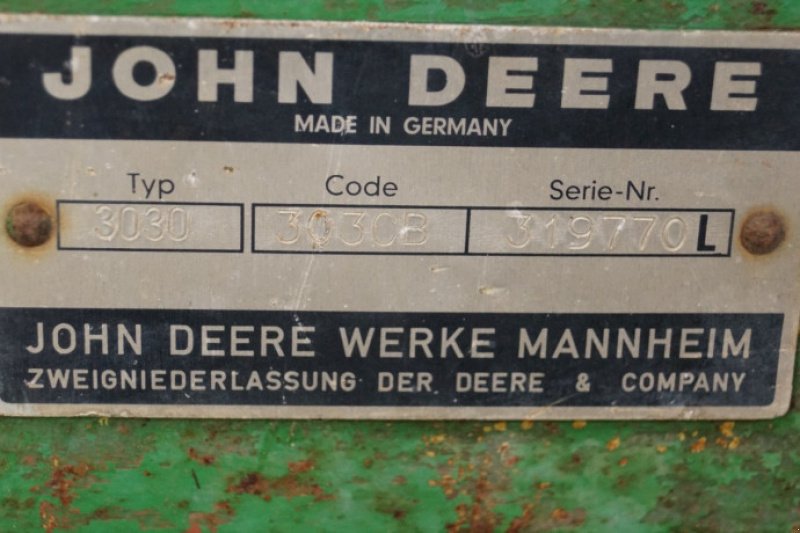 JOHN DEERE
MADE IN GERMANY
Typ Code Serie-Nr.
3030 3030B 319770 L
JOHN DEERE WERKE MANNHEIM
ZWEIGNIEDERLASSUNG DER DEERE & COMPANY